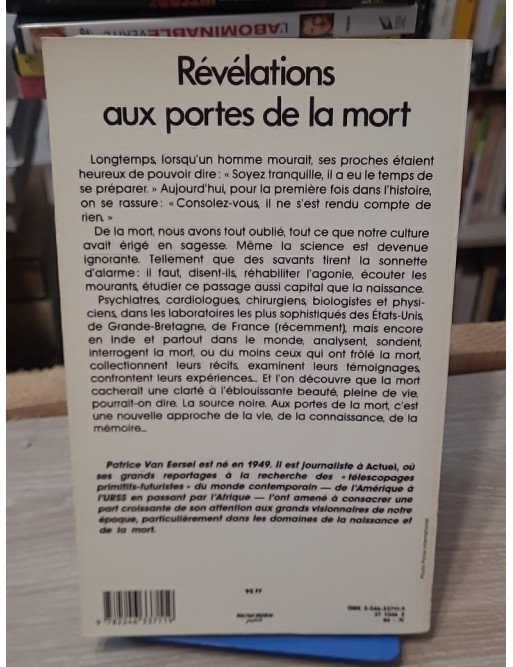 L'ABOMINABLE
Révélations
aux portes de la mort
Longtemps, lorsqu'un homme mourait, ses proches étaient
heureux de pouvoir dire : « Soyez tranquille, il a eu le temps de
se préparer. » Aujourd'hui, pour la première fois dans l'histoire,
on se rassure : « Consolez-vous, il ne s'est rendu compte de
rien. »
De la mort, nous avons tout oublié, tout ce que notre culture
avait érigé en sagesse. Même la science est devenue
ignorante. Tellement que des savants tirent la sonnette
d'alarme : il faut, disent-ils, réhabiliter l'agonie, écouter les
mourants, étudier ce passage aussi capital que la naissance.
Psychiatres, cardiologues, chirurgiens, biologistes et physi-
ciens, dans les laboratoires les plus sophistiqués des États-Unis,
de Grande-Bretagne, de France (récemment), mais encore
en Inde et partout dans le monde, analysent, sondent,
interrogent la mort, ou du moins ceux qui ont frôlé la mort,
collectionnent leurs récits, examinent leurs témoignages,
confrontent leurs expériences... Et l'on découvre que la mort
cacherait une clarté à l'éblouissante beauté, pleine de vie,
pourrait-on dire. La source noire. Aux portes de la mort, c'est
une nouvelle approche de la vie, de la connaissance, de la
mémoire...
Patrice Van Eersel est né en 1949. Il est journaliste à Actuel, où
ses grands reportages à la recherche des « télescopages
primitifs-futuristes » du monde contemporain — de l'Amérique à
l'URSS en passant par l'Afrique — l'ont amené à consacrer une
part croissante de son attention aux grands visionnaires de notre
époque, particulièrement dans les domaines de la naissance et
de la mort.
98 FF